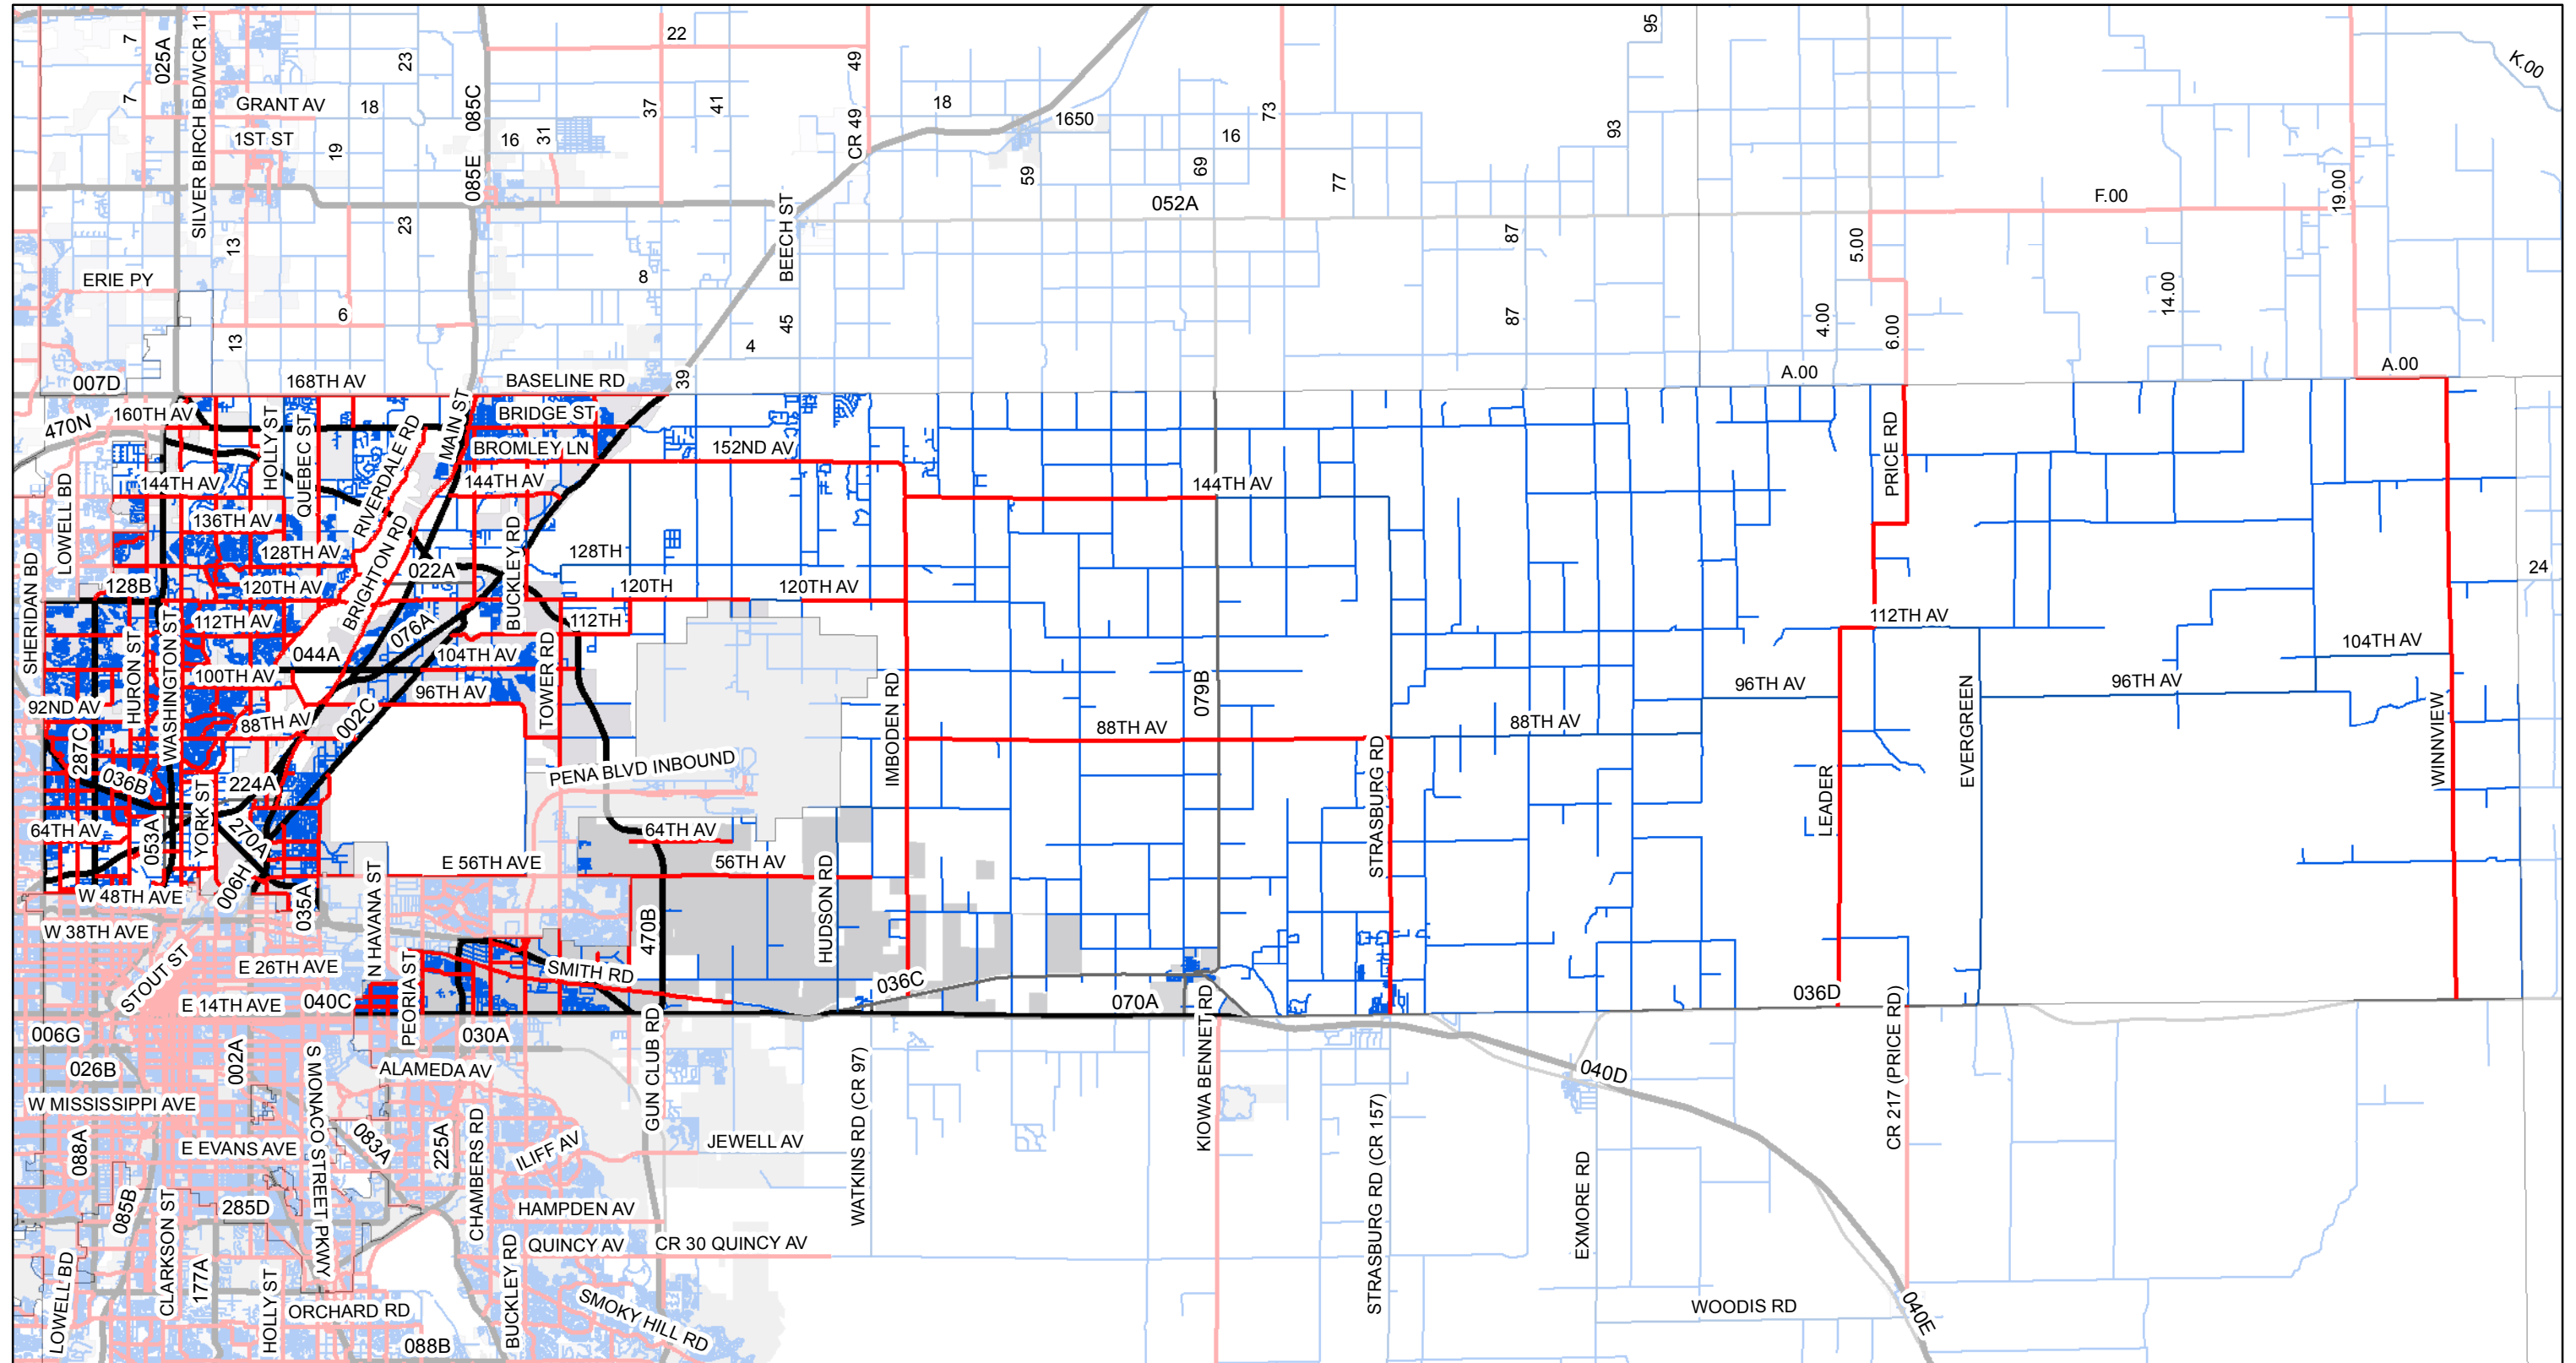 7
025A
SILVER BIRCH BD/WCR 11
23
085C
22
49
95
K.00
7
GRANT AV
18
37
41
CR 49
18
1650
73
93
1ST ST
19
16
31
085E
59
69
16
77
23
BEECH ST
052A
F.00
19.00
13
ERIE PY
8
87
5.00
14.00
6
13
45
4
87
4.00
6.00
39
007D
168TH AV
BASELINE RD
A.00
A.00
470N
160TH AV
HOLLY ST
QUEBEC ST
RIVERDALE RD
MAIN ST
BRIDGE ST
BROMLEY LN
152ND AV
PRICE RD
LOWELL BD
144TH AV
144TH AV
144TH AV
136TH AV
BRIGHTON RD
BUCKLEY RD
SHERIDAN BD
128TH AV
128TH
022A
24
128B
120TH AV
120TH
120TH AV
112TH AV
076A
112TH
112TH AV
HURON ST
WASHINGTON ST
044A
104TH AV
TOWER RD
104TH AV
100TH AV
96TH AV
IMBODEN RD
079B
96TH AV
EVERGREEN
96TH AV
92ND AV
88TH AV
002C
88TH AV
88TH AV
WINNVIEW
287C
036B
224A
PENA BLVD INBOUND
STRASBURG RD
LEADER
64TH AV
053A
YORK ST
270A
64TH AV
E 56TH AVE
56TH AV
W 48TH AVE
006H
035A
N HAVANA ST
HUDSON RD
W 38TH AVE
470B
STOUT ST
E 26TH AVE
PEORIA ST
SMITH RD
036C
E 14TH AVE
040C
070A
036D
006G
030A
GUN CLUB RD
KIOWA BENNET RD
CR 217 (PRICE RD)
026B
002A
S MONACO STREET PKWY
ALAMEDA AV
WATKINS RD (CR 97)
040D
W MISSISSIPPI AVE
088A
E EVANS AVE
083A
225A
CHAMBERS RD
ILIFF AV
JEWELL AV
STRASBURG RD (CR 157)
EXMORE RD
085B
CLARKSON ST
285D
HAMPDEN AV
LOWELL BD
177A
HOLLY ST
BUCKLEY RD
QUINCY AV
CR 30 QUINCY AV
ORCHARD RD
SMOKY HILL RD
WOODIS RD
040E
088B